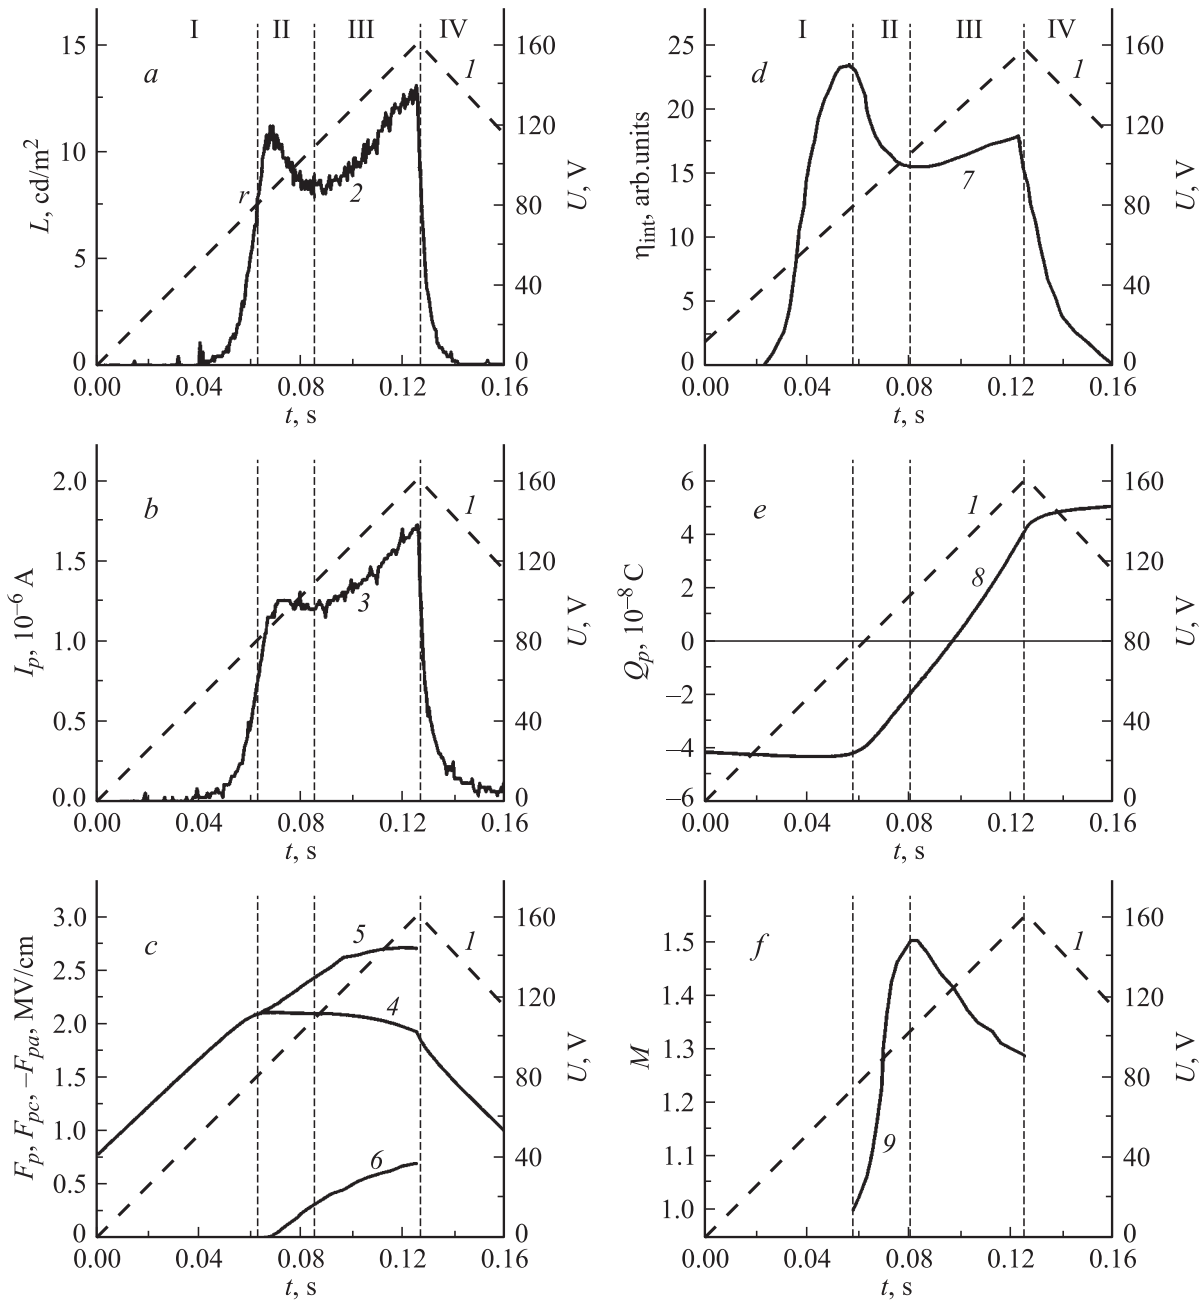 I II III IV
a
1
2
r
L, cd/m²
15
10
5
0
160
120
80
40
0
U, V
0.00 0.04 0.08 0.12 0.16
t, s
I II III IV
d
1
7
ηint, arb.units
25
20
15
10
5
0
160
120
80
40
0
U, V
0.00 0.04 0.08 0.12 0.16
t, s
b
1
3
Ip, 10–6 A
2.0
1.5
1.0
0.5
0.0
160
120
80
40
0
U, V
0.00 0.04 0.08 0.12 0.16
t, s
e
1
8
Qp, 10–8 C
6
4
2
0
–2
–4
–6
160
120
80
40
0
U, V
0.00 0.04 0.08 0.12 0.16
t, s
c
5
1
4
6
Fp, Fpc, –Fpa, MV/cm
3.0
2.5
2.0
1.5
1.0
0.5
0
160
120
80
40
0
U, V
0.00 0.04 0.08 0.12 0.16
t, s
f
1
9
M
1.5
1.4
1.3
1.2
1.1
1.0
160
120
80
40
0
U, V
0.00 0.04 0.08 0.12 0.16
t, s